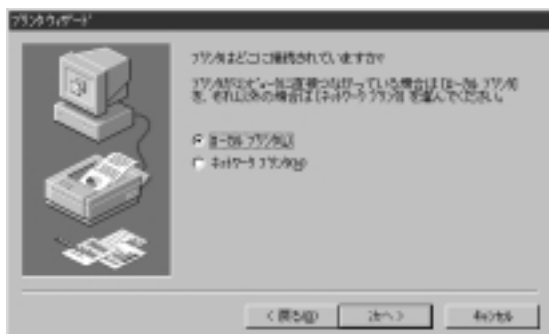 プリンタウィザード
プリンタはどこに接続されていますか?
プリンタがコンピュータに直接つながっている場合は [ローカル プリンタ]
を、それ以外の場合は [ネットワーク プリンタ] を選んでください。
ローカル プリンタ(L)
ネットワーク プリンタ(N)
< 戻る(B)
次へ >
キャンセル